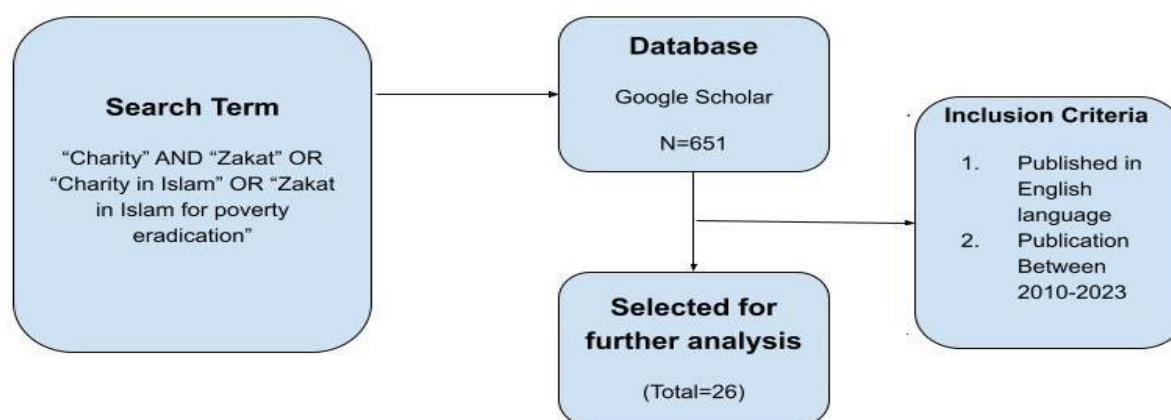 Search Term
“Charity” AND “Zakat” OR
“Charity in Islam” OR “Zakat
in Islam for poverty
eradication”
Database
Google Scholar
N=651
Inclusion Criteria
1. Published in
English
language
2. Publication
Between
2010-2023
Selected for
further analysis
(Total=26)